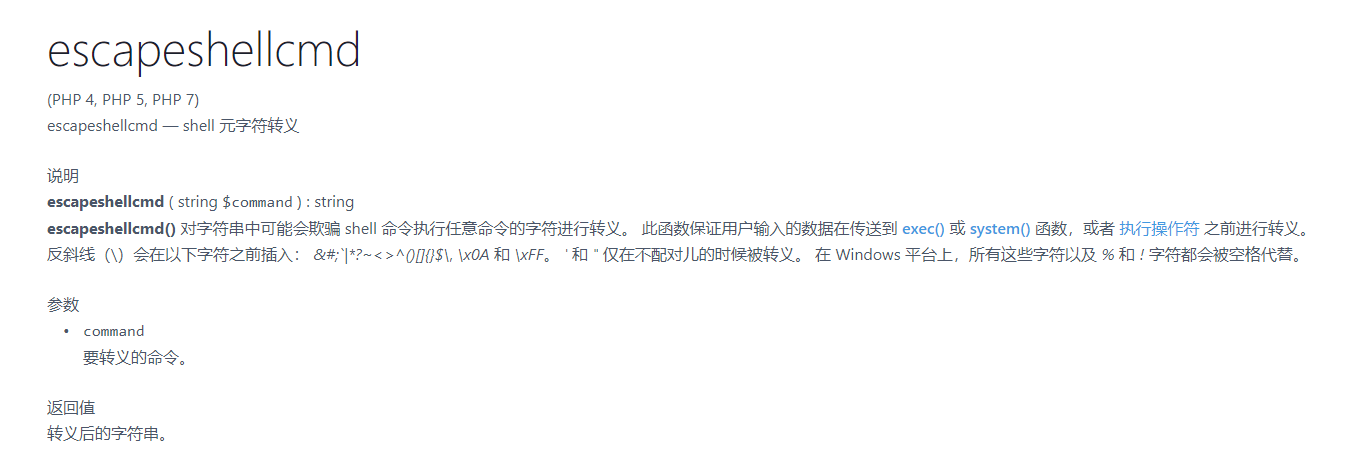 escapeshellcmd
(PHP 4, PHP 5, PHP 7)
escapeshellcmd — shell 元字符转义
说明
escapeshellcmd ( string $command ) : string
escapeshellcmd() 对字符串中可能会欺骗 shell 命令执行任意命令的字符进行转义。 此函数保证用户输入的数据在传送到 exec() 或 system() 函数，或者 执行操作符 之前进行转义。
反斜线（\）会在以下字符之前插入： &#;`|*?~<>^()[]{}$\, \x0A 和 \xFF。 ' 和 " 仅在不配对儿的时候被转义。 在 Windows 平台上，所有这些字符以及 % 和 ! 字符都会被空格代替。
参数
• command
要转义的命令。
返回值
转义后的字符串。